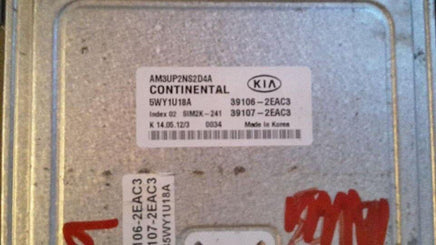 AM3UP2NS2D4A
CONTINENTAL
KIA
5WY1U18A 39106-2EAC3
Index 02 SIM2K-241 39107-2EAC3
K 14.05.12/3 0034 Made in Korea
106-2EAC3
107-2EAC3
5WY1U18A